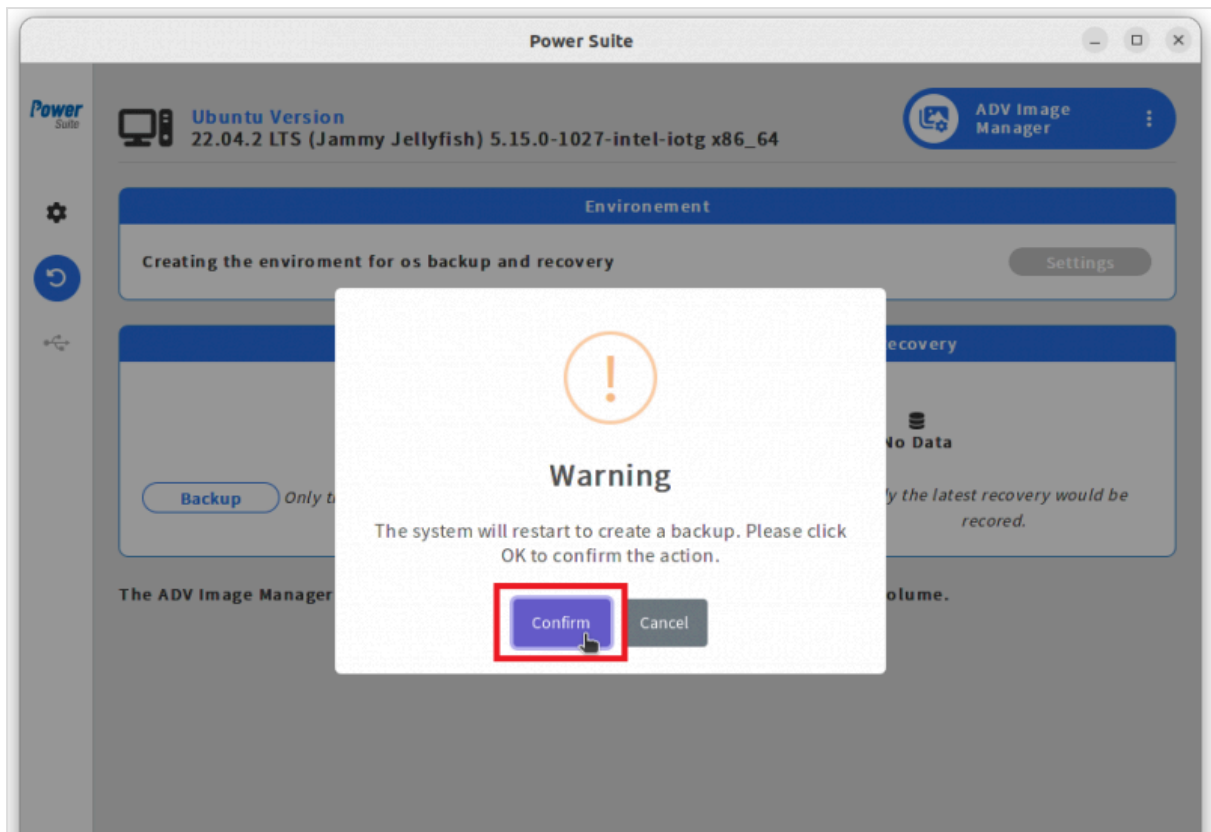 Power Suite
Power
Suite
Ubuntu Version
22.04.2 LTS (Jammy Jellyfish) 5.15.0-1027-intel-iotg x86_64
ADV Image
Manager
Environement
Creating the enviroment for os backup and recovery
Settings
ecovery
No Data
Backup
Only t
ly the latest recovery would be
recored.
Warning
The system will restart to create a backup. Please click
OK to confirm the action.
Confirm
Cancel
The ADV Image Manager
olume.